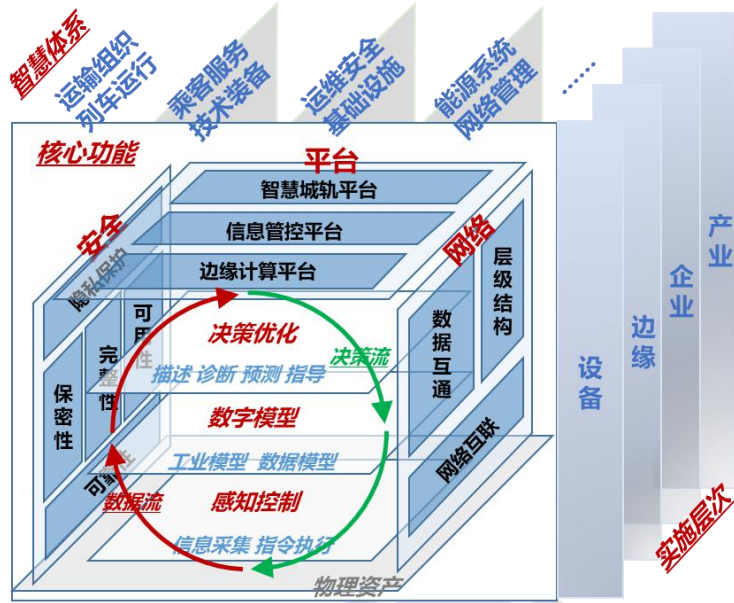 智慧体系
运输组织
列车运行
乘客服务
技术装备
运维安全
基础设施
能源系统
网络管理
······
核心功能
平台
智慧城轨平台
信息管控平台
边缘计算平台
安全
隐私保护
保密性
完整性
可用性
可靠性
网络
层级结构
数据互通
网络互联
决策优化
决策流
描述 诊断 预测 指导
数字模型
工业模型 数据模型
数据流
感知控制
信息采集 指令执行
物理资产
设备
边缘
企业
产业
实施层次